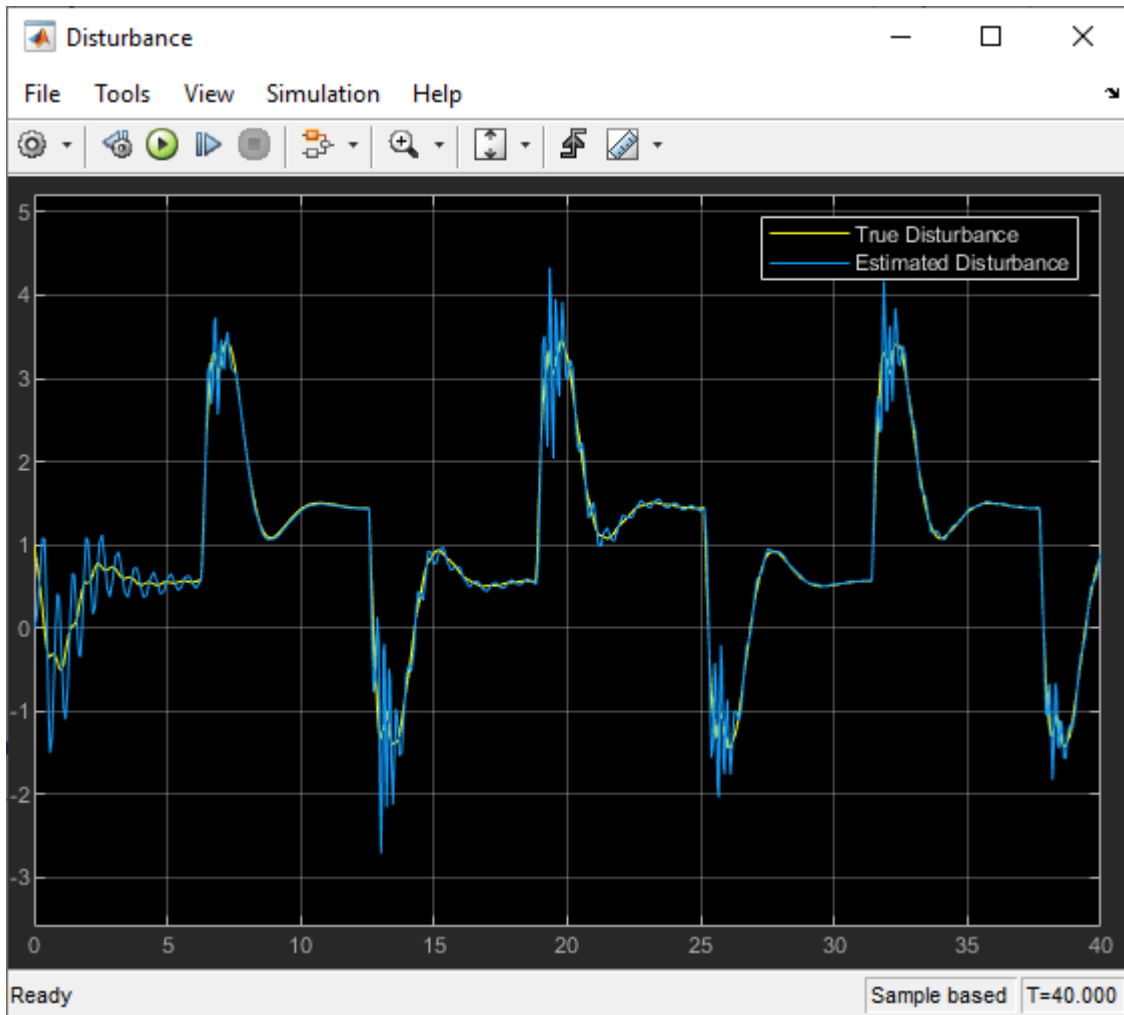 Disturbance
File Tools View Simulation Help
5
True Disturbance
Estimated Disturbance
4
3
2
1
0
-1
-2
-3
0 5 10 15 20 25 30 35 40
Ready Sample based T=40.000